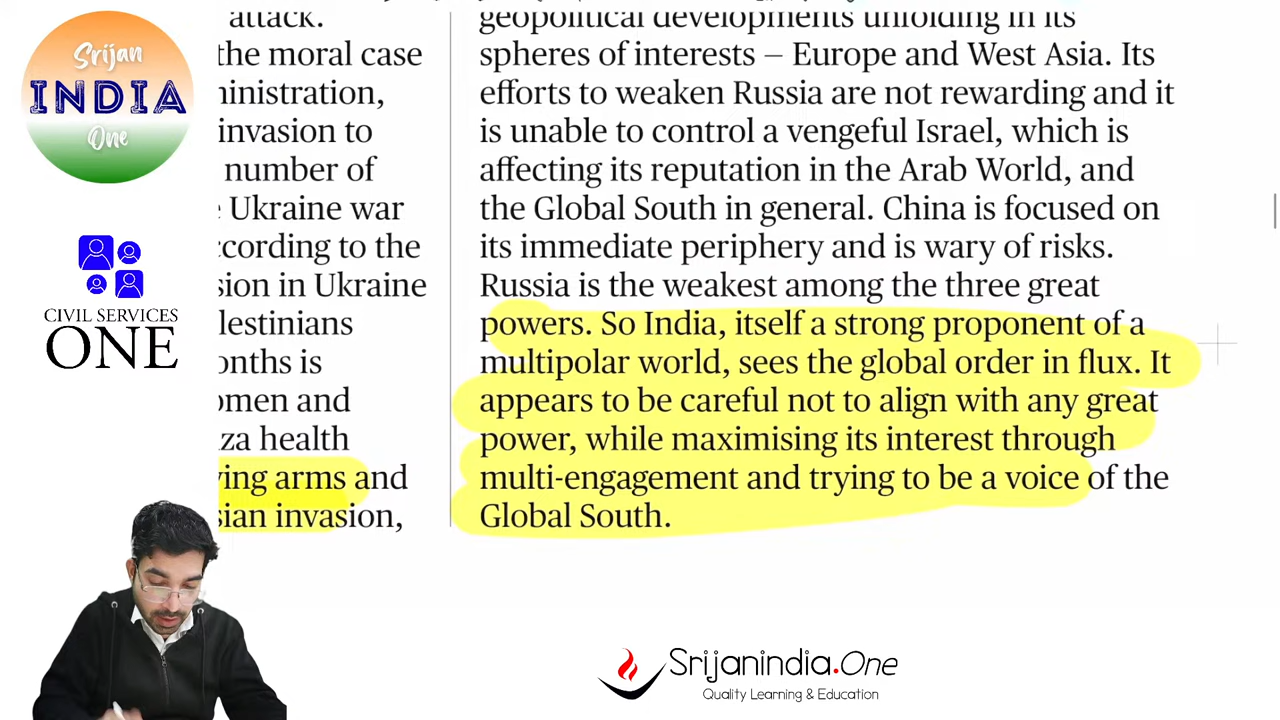 Srijan
INDIA
One
CIVIL SERVICES
ONE
attack.
the moral case
ministration,
invasion to
number of
Ukraine war
ccording to the
sion in Ukraine
lestinians
onths is
omen and
za health
ving arms and
sian invasion,
geopolitical developments unfolding in its
spheres of interests – Europe and West Asia. Its
efforts to weaken Russia are not rewarding and it
is unable to control a vengeful Israel, which is
affecting its reputation in the Arab World, and
the Global South in general. China is focused on
its immediate periphery and is wary of risks.
Russia is the weakest among the three great
powers. So India, itself a strong proponent of a
multipolar world, sees the global order in flux. It
appears to be careful not to align with any great
power, while maximising its interest through
multi-engagement and trying to be a voice of the
Global South.
SrijanIndia.One
Quality Learning & Education